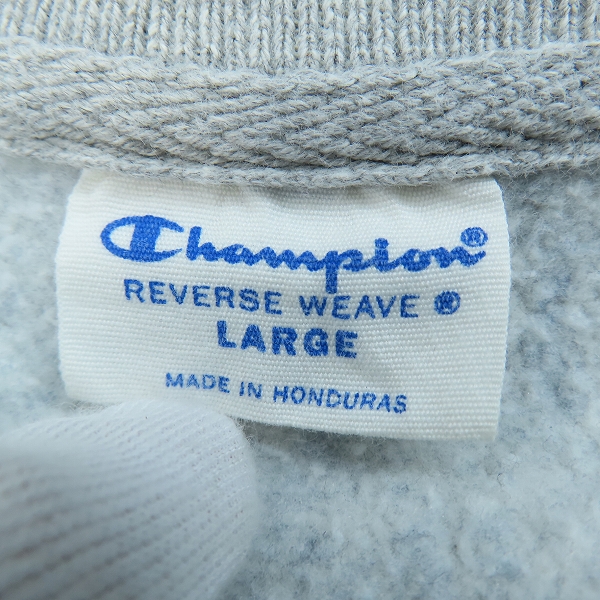 Champion®
REVERSE WEAVE ®
LARGE
MADE IN HONDURAS